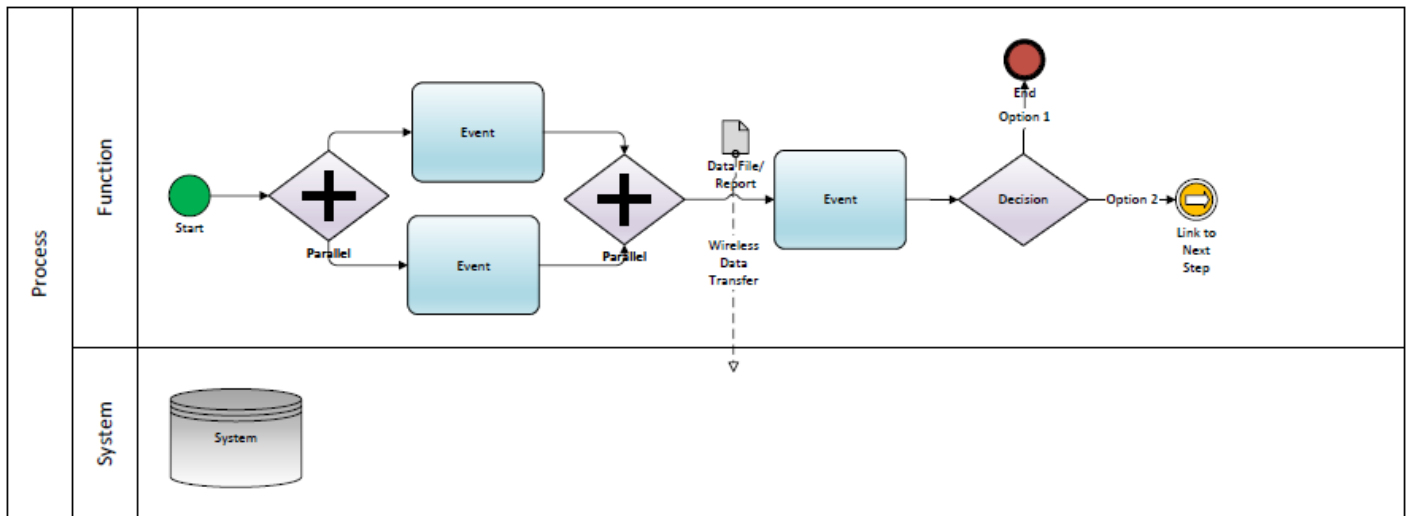 Process
Function
System
Start
Parallel
Event
Event
Parallel
Data File/
Report
Wireless
Data
Transfer
Event
Decision
End
Option 1
Option 2
Link to
Next
Step
System